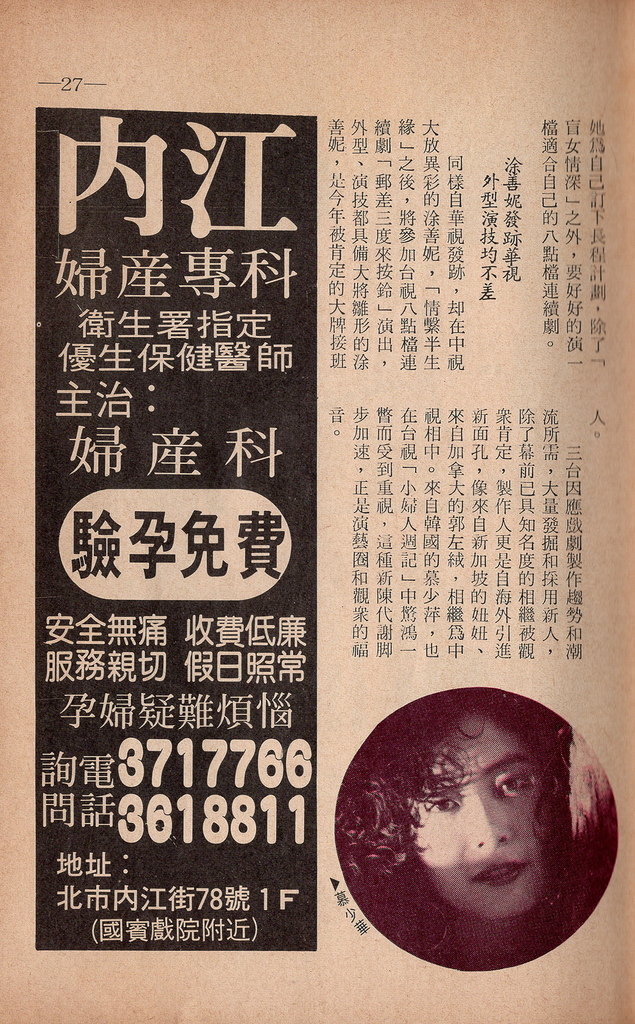 —27—
她爲自己訂下長程計劃，除了「
盲女情深」之外，要好好的演一
檔適合自己的八點檔連續劇。
涂善妮發跡華視
外型演技均不差
同樣自華視發跡，却在中視
大放異彩的涂善妮，「情繫半生
緣」之後，將參加台視八點檔連
續劇「郵差三度來按鈴」演出，
外型、演技都具備大將雛形的涂
善妮，是今年被肯定的大牌接班
人。
三台因應戲劇製作趨勢和潮
流所需，大量發掘和採用新人，
除了幕前已具知名度的相繼被觀
衆肯定，製作人更是自海外引進
新面孔，像來自新加坡的妞妞、
來自加拿大的郭左絨，相繼爲中
視相中。來自韓國的慕少萍，也
在台視「小婦人週記」中驚鴻一
瞥而受到重視，這種新陳代謝脚
步加速，正是演藝圈和觀衆的福
音。
▲慕少華
内江
婦産專科
衛生署指定
優生保健醫師
主治：
婦産科
驗孕免費
安全無痛 收費低廉
服務親切 假日照常
孕婦疑難煩惱
詢問電話3717766
3618811
地址：
北市内江街78號1F
(國賓戲院附近)